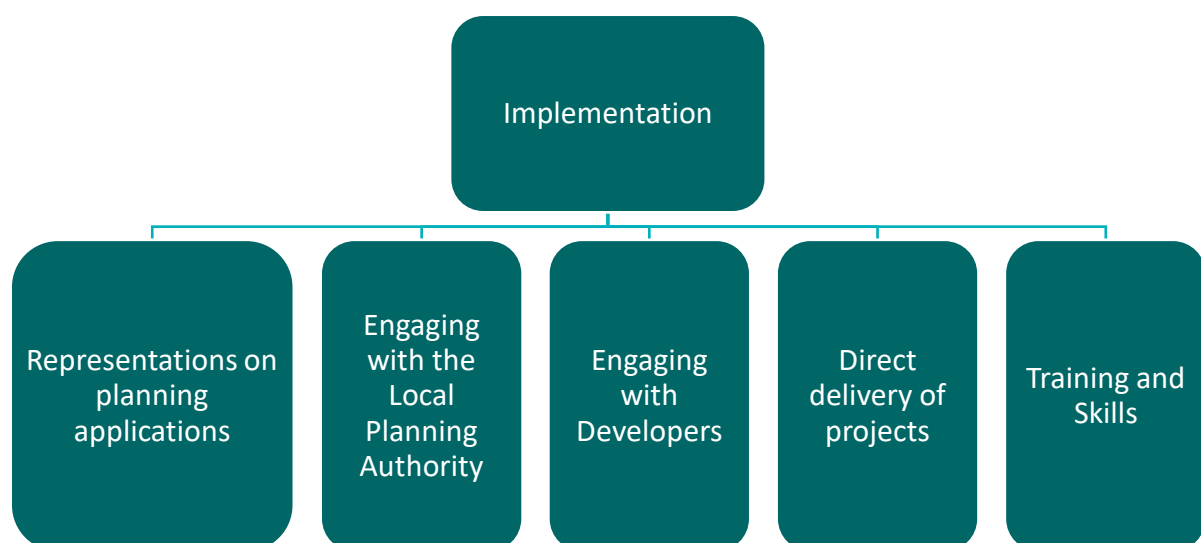 Implementation
Representations on
planning
applications
Engaging
with the
Local
Planning
Authority
Engaging
with
Developers
Direct
delivery of
projects
Training and
Skills